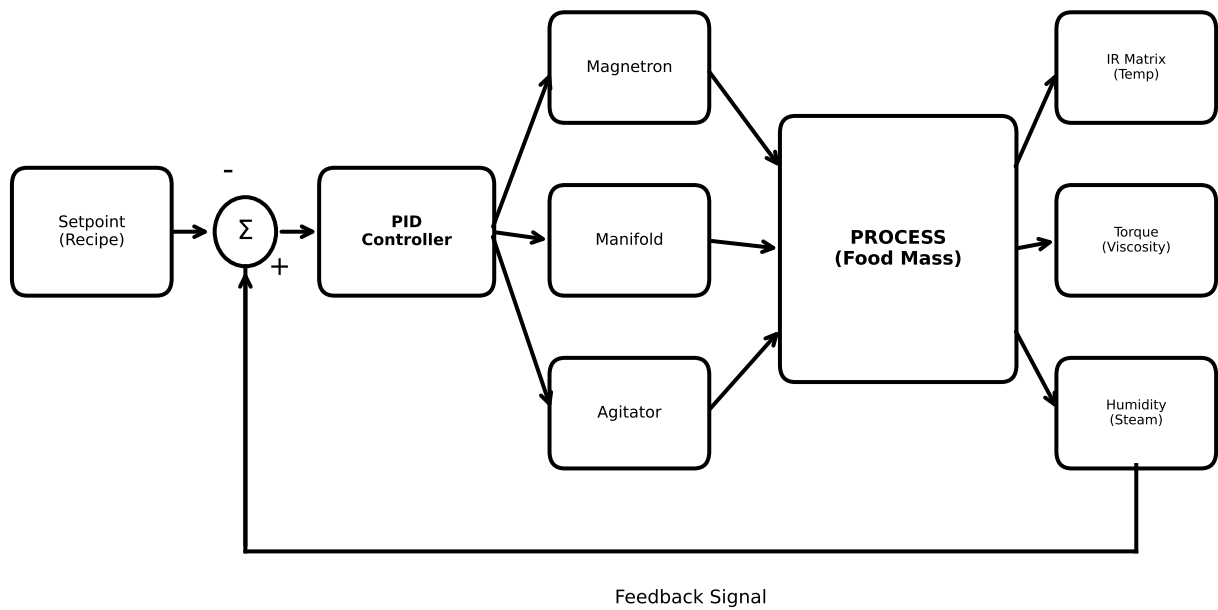 Setpoint
(Recipe)
-
Σ
+
PID
Controller
Magnetron
Manifold
Agitator
PROCESS
(Food Mass)
IR Matrix
(Temp)
Torque
(Viscosity)
Humidity
(Steam)
Feedback Signal